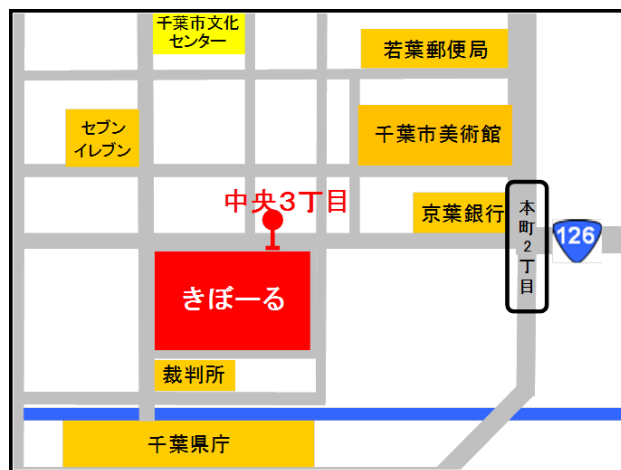 千葉市文化
センター
若葉郵便局
セブン
イレブン
千葉市美術館
中央3丁目
京葉銀行
本町2丁目
126
きぼーる
裁判所
千葉県庁